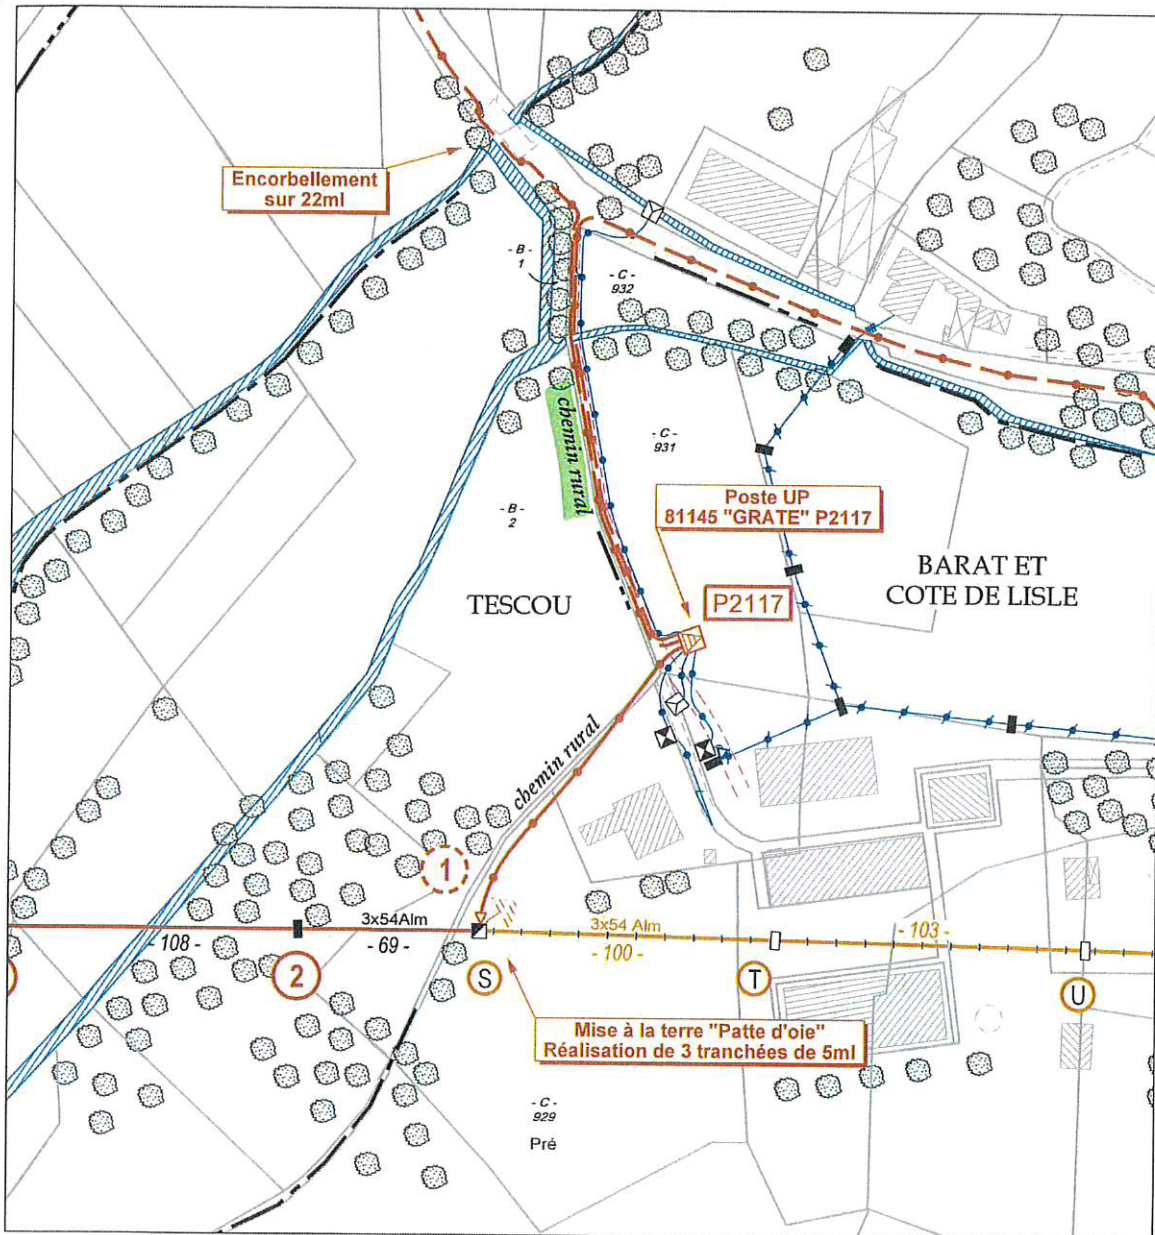 Encorbellement
sur 22ml
- B -
1
- C -
932
chemin rural
- C -
931
- B -
2
Poste UP
81145 "GRATE" P2117
P2117
BARAT ET
COTE DE LISLE
TESCOU
chemin rural
1
3x54Alm
3x54 Alm
- 108 -
- 69 -
- 100 -
- 103 -
2
S
T
U
Mise à la terre "Patte d'oie"
Réalisation de 3 tranchées de 5ml
- C -
929
Pré